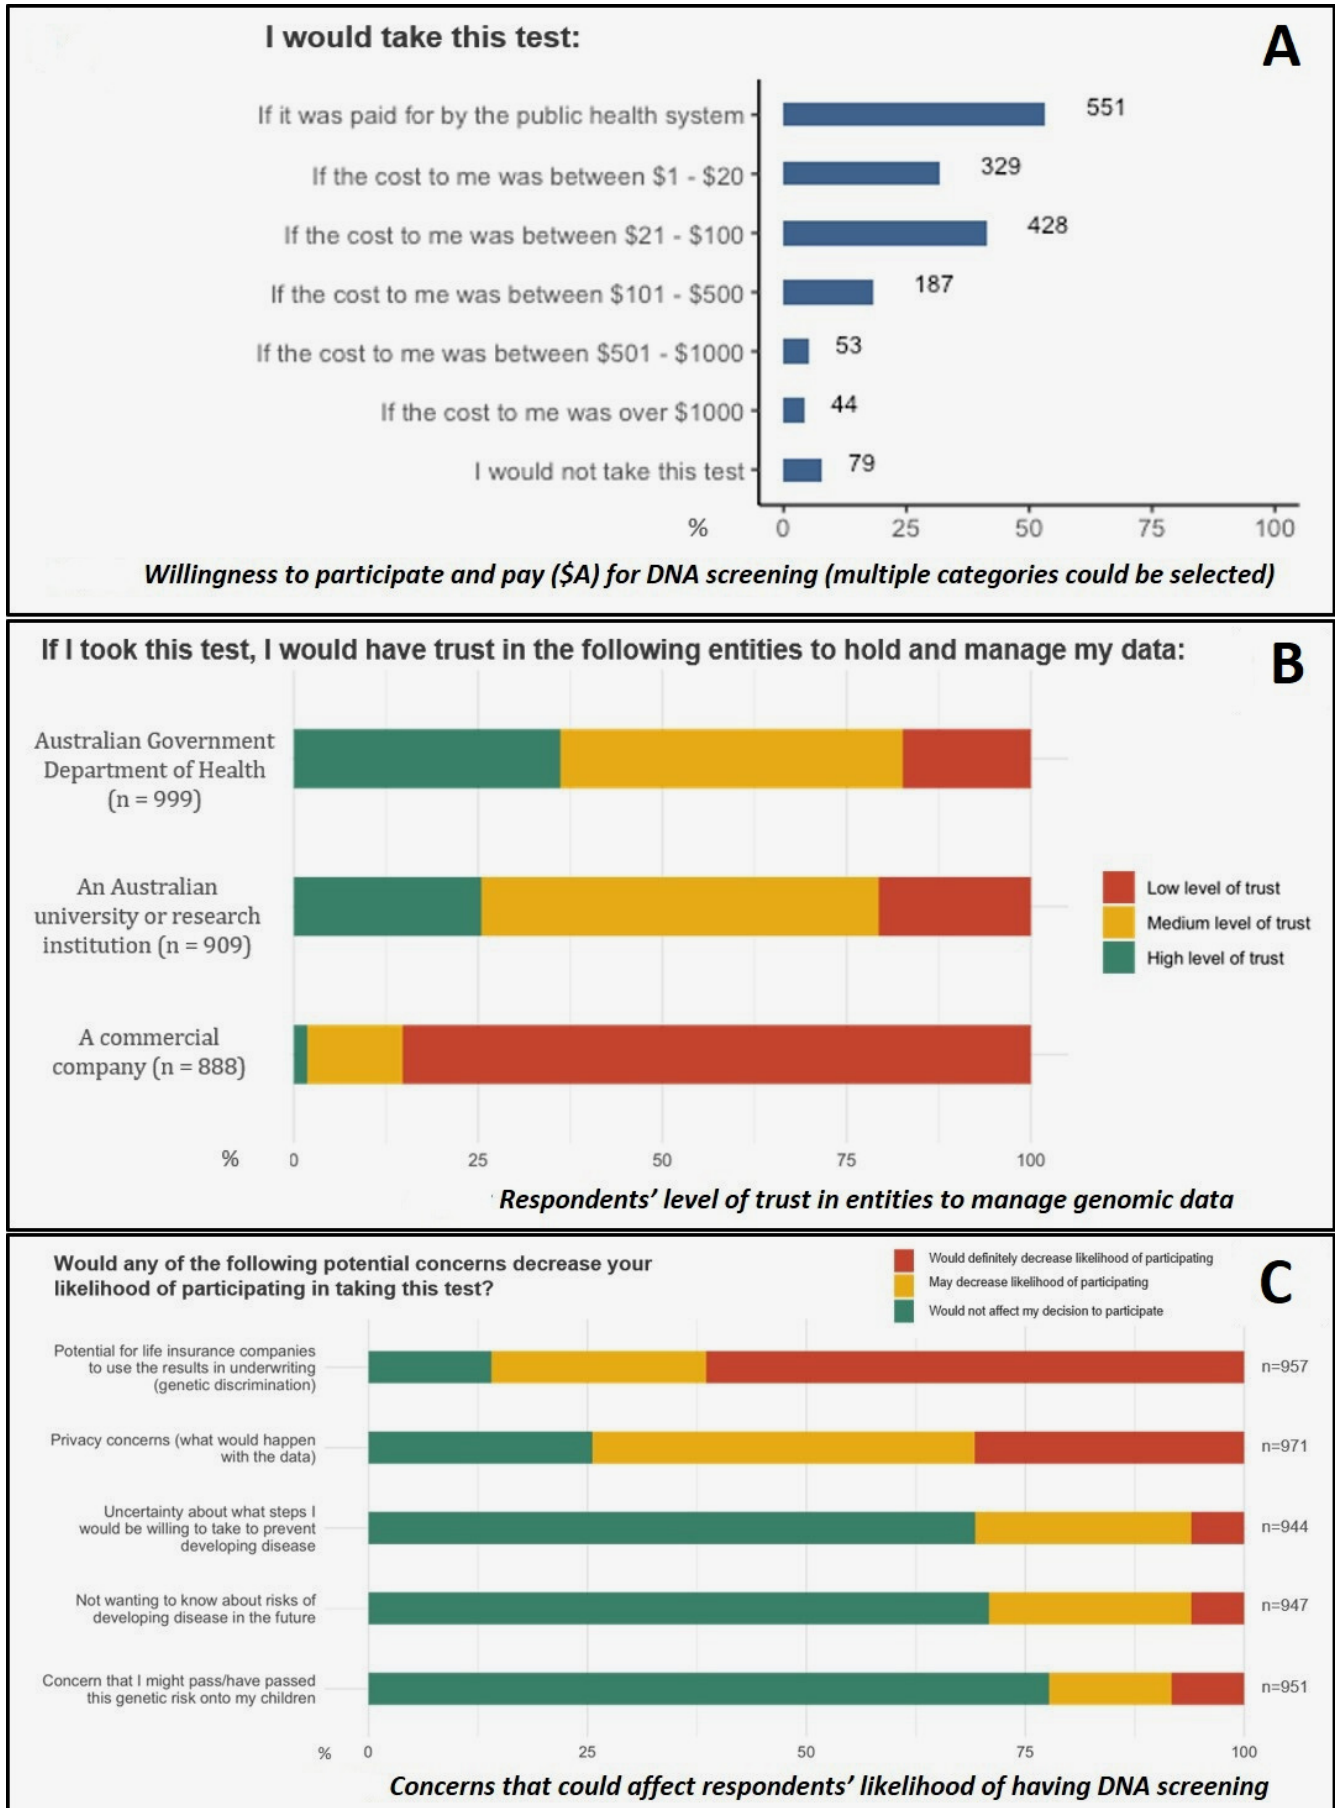 I would take this test:
A
If it was paid for by the public health system
551
If the cost to me was between $1 - $20
329
If the cost to me was between $21 - $100
428
If the cost to me was between $101 - $500
187
If the cost to me was between $501 - $1000
53
If the cost to me was over $1000
44
I would not take this test
79
% 0 25 50 75 100
Willingness to participate and pay ($A) for DNA screening (multiple categories could be selected)
If I took this test, I would have trust in the following entities to hold and manage my data:
B
Australian Government
Department of Health
(n = 999)
An Australian
university or research
institution (n = 909)
A commercial
company (n = 888)
Low level of trust
Medium level of trust
High level of trust
% 0 25 50 75 100
Respondents' level of trust in entities to manage genomic data
Would any of the following potential concerns decrease your
likelihood of participating in taking this test?
Would definitely decrease likelihood of participating
May decrease likelihood of participating
Would not affect my decision to participate
C
Potential for life insurance companies
to use the results in underwriting
(genetic discrimination)
n=957
Privacy concerns (what would happen
with the data)
n=971
Uncertainty about what steps I
would be willing to take to prevent
developing disease
n=944
Not wanting to know about risks of
developing disease in the future
n=947
Concern that I might pass/have passed
this genetic risk onto my children
n=951
% 0 25 50 75 100
Concerns that could affect respondents' likelihood of having DNA screening